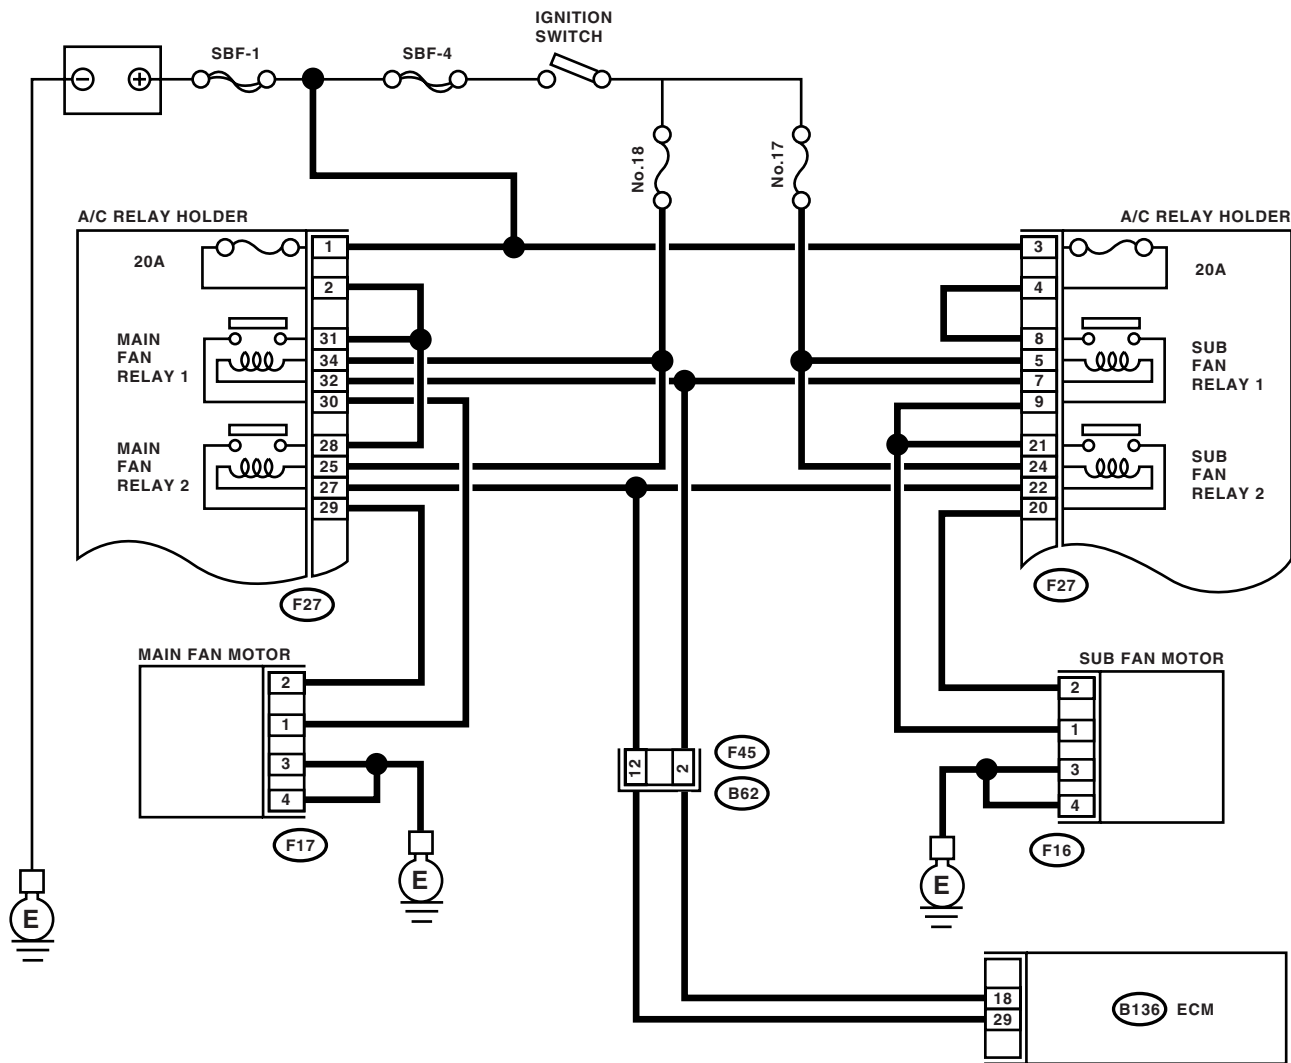 IGNITION
SWITCH
SBF-1
SBF-4
No.18
No.17
A/C RELAY HOLDER
A/C RELAY HOLDER
20A
1
2
MAIN
FAN
RELAY 1
31
34
32
30
MAIN
FAN
RELAY 2
28
25
27
29
F27
3
4
20A
8
5
7
9
SUB
FAN
RELAY 1
21
24
22
20
SUB
FAN
RELAY 2
F27
MAIN FAN MOTOR
2
1
3
4
F17
E
E
SUB FAN MOTOR
2
1
3
4
F16
E
12
2
F45
B62
18
29
B136 ECM